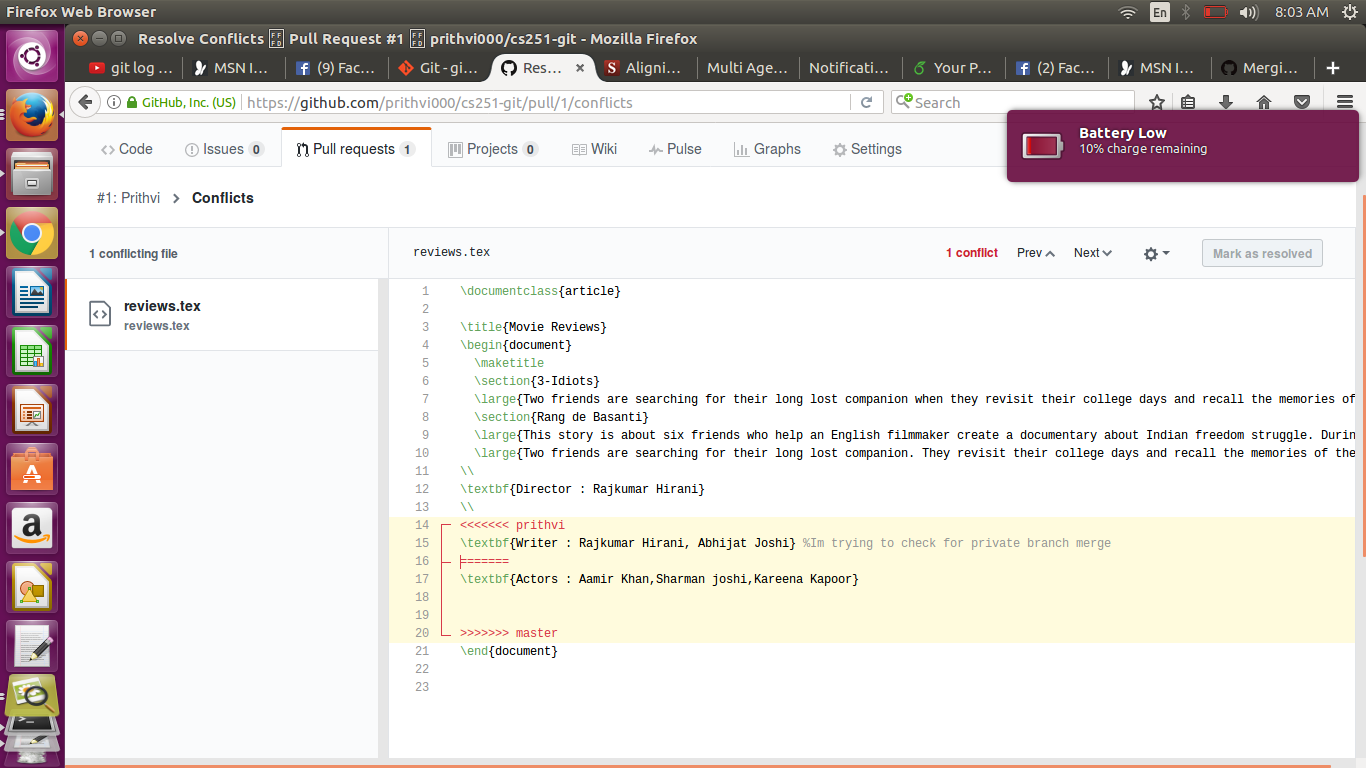 Firefox Web Browser
En
8:03 AM
Resolve Conflicts FFFD Pull Request #1 FFFD prithvi000/cs251-git - Mozilla Firefox
git log ...
MSN I...
(9) Fac...
Git - gi...
Res...
Aligni...
Multi Age...
Notificati...
Your P...
(2) Fac...
MSN I...
Mergi...
GitHub, Inc. (US)
https://github.com/prithvi000/cs251-git/pull/1/conflicts
Search
Battery Low
10% charge remaining
Code
Issues 0
Pull requests 1
Projects 0
Wiki
Pulse
Graphs
Settings
#1: Prithvi
Conflicts
1 conflicting file
reviews.tex
reviews.tex
reviews.tex
1 conflict
Prev
Next
Mark as resolved
1 \documentclass{article}
2
3 \title{Movie Reviews}
4 \begin{document}
5 \maketitle
6 \section{3-Idiots}
7 \large{Two friends are searching for their long lost companion when they revisit their college days and recall the memories of
8 \section{Rang de Basanti}
9 \large{This story is about six friends who help an English filmmaker create a documentary about Indian freedom struggle. Durin
10 \large{Two friends are searching for their long lost companion. They revisit their college days and recall the memories of the
11 \\
12 \textbf{Director : Rajkumar Hirani}
13 \\
14 <<<<<<< prithvi
15 \textbf{Writer : Rajkumar Hirani, Abhijat Joshi} %Im trying to check for private branch merge
16 =======
17 \textbf{Actors : Aamir Khan,Sharman joshi,Kareena Kapoor}
18
19
20 >>>>>>> master
21 \end{document}
22
23